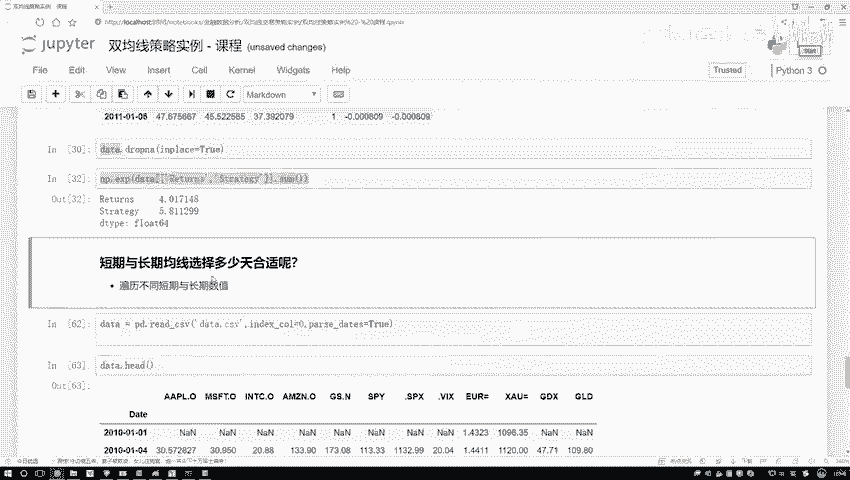 双均线策略实例 - 课程
jupyter 双均线策略实例 - 课程 (unsaved changes)
File Edit View Insert Cell Kernel Widgets Help
Trusted
Python 3
Markdown
2011-01-06 47.675667 45.522565 37.392079 1 -0.000809 -0.000809
In [30]: data.dropna(inplace=True)
In [32]: np.exp(data[['Returns','Strategy']].sum())
Out[32]: Returns 4.017148
Strategy 5.811299
dtype: float64
短期与长期均线选择多少天合适呢?
• 遍历不同短期与长期数值
In [62]: data = pd.read_csv('data.csv',index_col=0,parse_dates=True)
In [63]: data.head()
Out[63]:
AAPL.O MSFT.O INTC.O AMZN.O GS.N SPY .SPX .VIX EUR= XAU= GDX GLD
Date
2010-01-01 NaN NaN NaN NaN NaN NaN NaN NaN 1.4323 1096.35 NaN NaN
2010-01-04 30.572827 30.950 20.88 133.90 173.08 113.33 1132.99 20.04 1.4411 1120.00 47.71 109.80